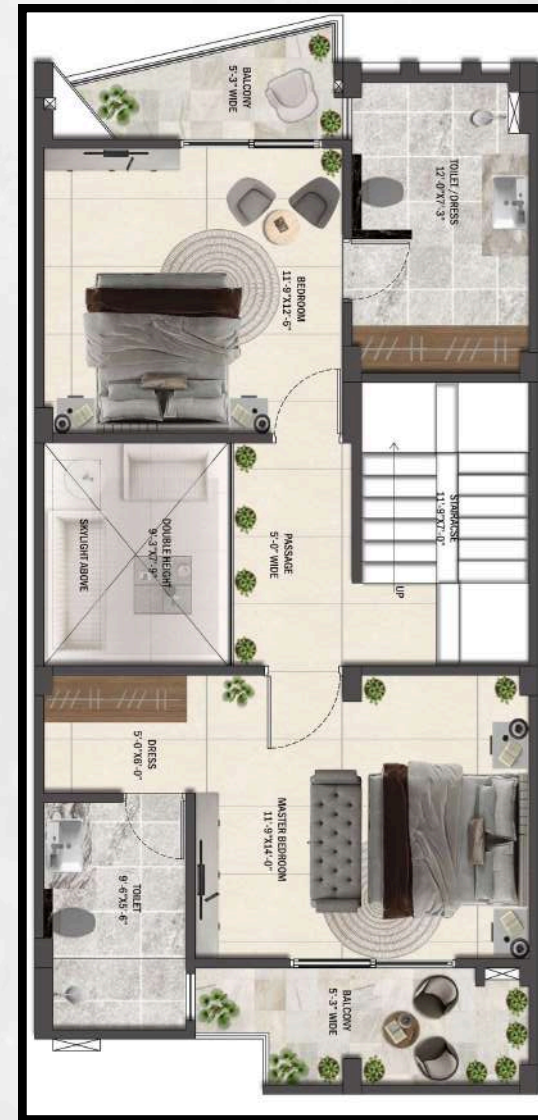 BALCONY
5'-3" WIDE
TOILET / DRESS
12'-0"X7'-3"
BEDROOM
11'-9"X12'-6"
STAIRACSE
11'-9"X7'-0"
UP
PASSAGE
5'-0" WIDE
DOUBLE HEIGHT
9'-3"X7'-9"
SKYLIGHT ABOVE
DRESS
5'-0"X6'-0"
MASTER BEDROOM
11'-9"X14'-0"
TOILET
9'-6"X5'-6"
BALCONY
5'-3" WIDE